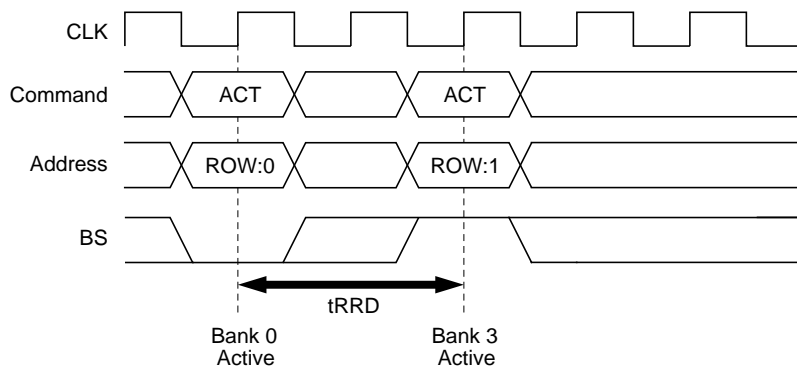 CLK
Command ACT ACT
Address ROW:0 ROW:1
BS
tRRD
Bank 0 Bank 3
Active Active